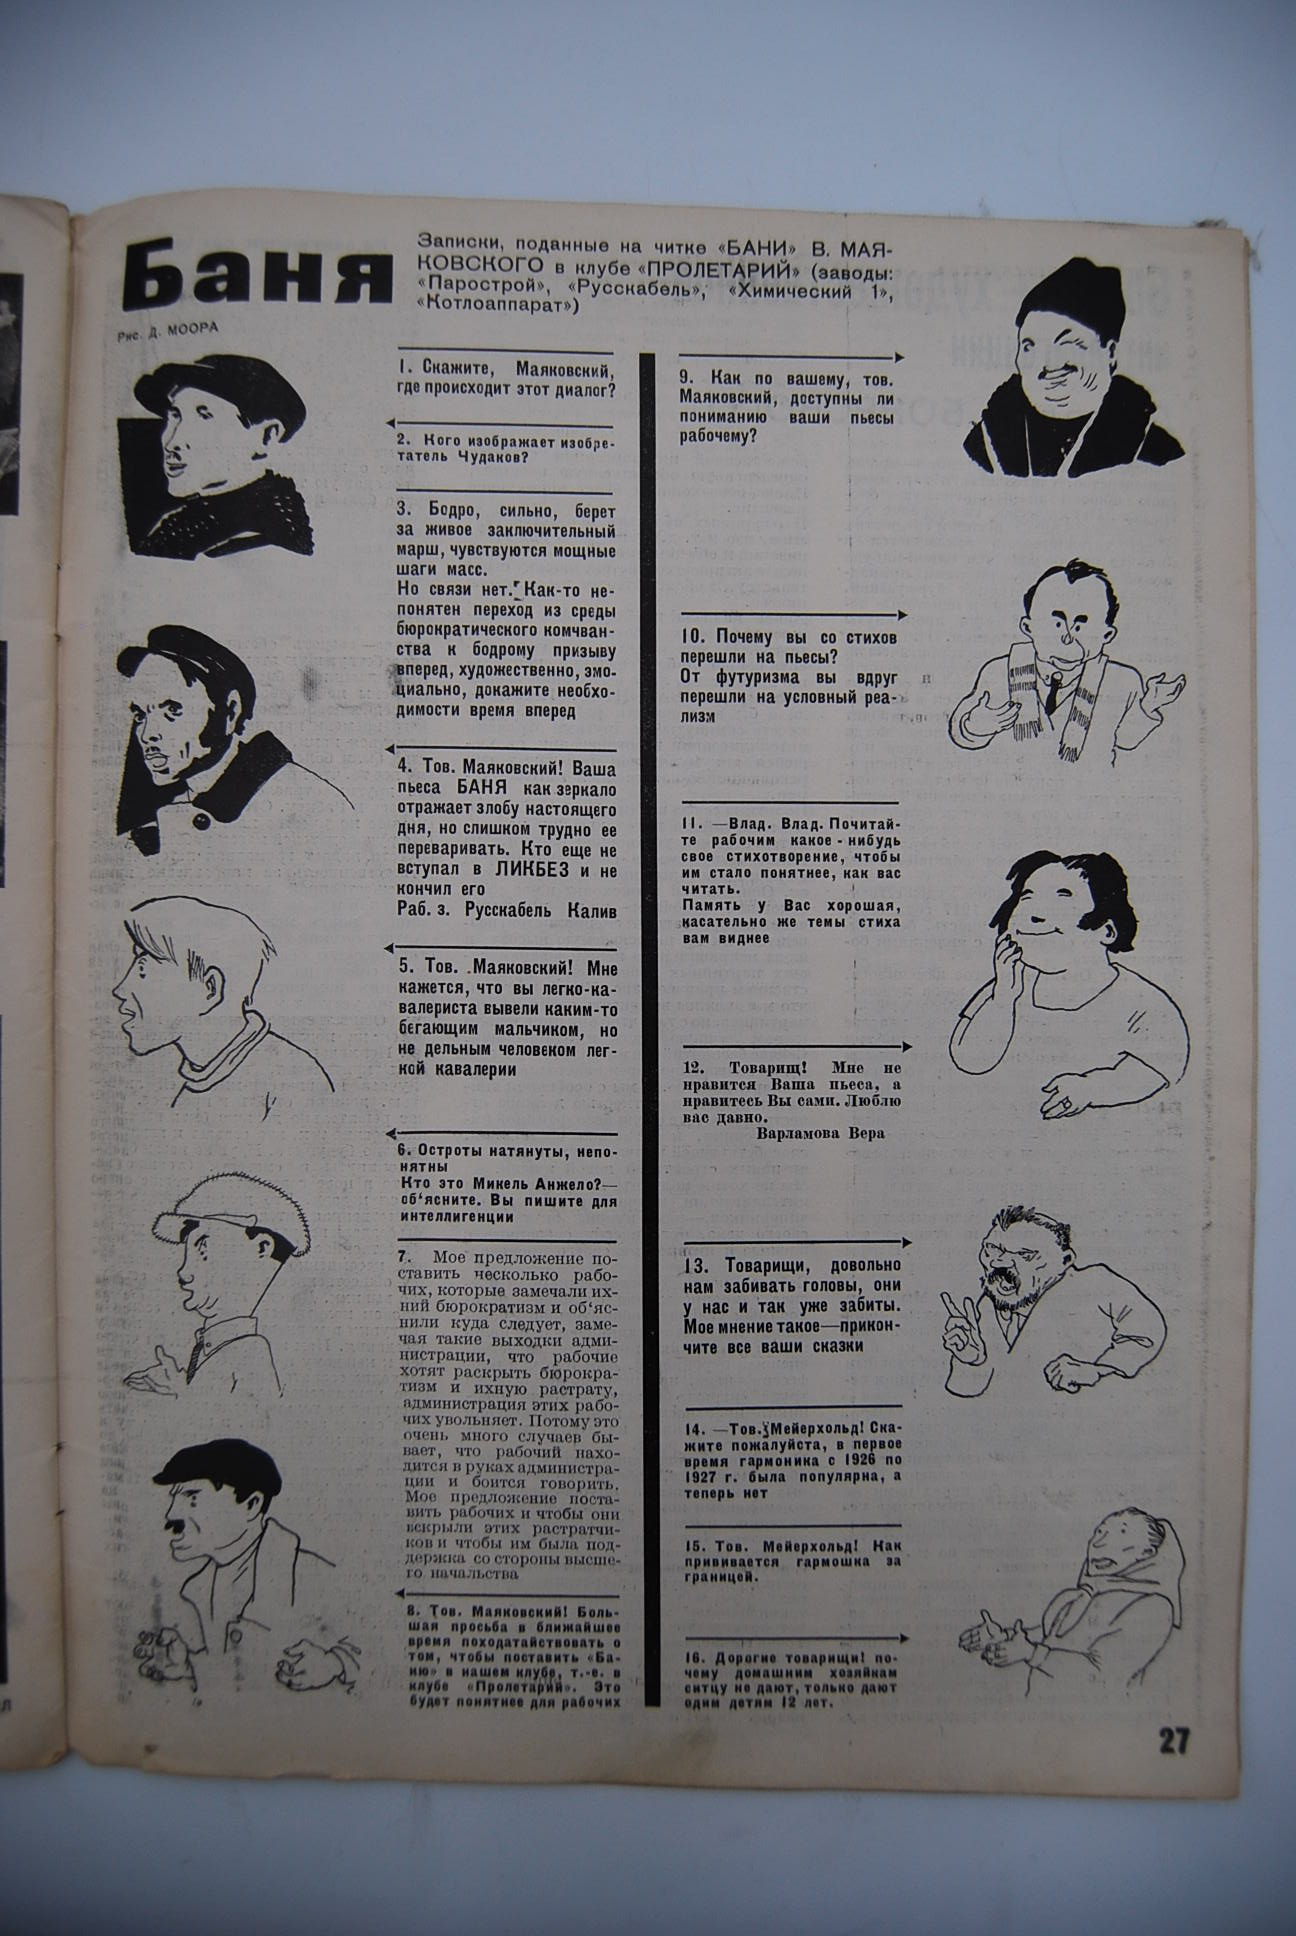 Баня
Записки, поданные на читке «БАНИ» В. МАЯ-
КОВСКОГО в клубе «ПРОЛЕТАРИЙ» (заводы:
«Парострой», «Русскабель», «Химический 1»,
«Котлоаппарат»)
Рис. Д. МООРА
1. Скажите, Маяковский,
где происходит этот диалог?
2. Кого изображает изобре-
татель Чудаков?
3. Бодро, сильно, берет
за живое заключительный
марш, чувствуются мощные
шаги масс.
Но связи нет. Как-то не-
понятен переход из среды
бюрократического комчван-
ства к бодрому призыву
вперед, художественно, эмо-
циально, докажите необхо-
димости время вперед
4. Тов. Маяковский! Ваша
пьеса БАНЯ как зеркало
отражает злобу настоящего
дня, но слишком трудно ее
переваривать. Кто еще не
вступал в ЛИКБЕЗ и не
кончил его
Раб. з. Русскабель Калив
5. Тов. Маяковский! Мне
кажется, что вы легко-ка-
валериста вывели каким-то
бегающим мальчиком, но
не дельным человеком лег-
кой кавалерии
6. Остроты натянуты, непо-
нятны
Кто это Микель Анжело?—
об‘ясните. Вы пишите для
интеллигенции
7. Мое предложение по-
ставить несколько рабо-
чих, которые замечали их-
ний бюрократизм и об‘яс-
нили куда следует, заме-
чая такие выходки адми-
нистрации, что рабочие
хотят раскрыть бюрокра-
тизм и ихную растрату,
администрация этих рабо-
чих увольняет. Потому это
очень много случаев бы-
вает, что рабочий нахо-
дится в руках администра-
ции и боится говорить.
Мое предложение поста-
вить рабочих и чтобы они
вскрыли этих растратчи-
ков и чтобы им была под-
держка со стороны высше-
го начальства
8. Тов. Маяковский! Боль-
шая просьба в ближайшее
время походатайствовать о
том, чтобы поставить «Ба-
ню» в нашем клубе, т.-е. в
клубе «Пролетарий». Это
будет понятнее для рабочих
9. Как по вашему, тов.
Маяковский, доступны ли
пониманию ваши пьесы
рабочему?
10. Почему вы со стихов
перешли на пьесы?
От футуризма вы вдруг
перешли на условный реа-
лизм
11. —Влад. Влад. Почитай-
те рабочим какое-нибудь
свое стихотворение, чтобы
им стало понятнее, как вас
читать.
Память у Вас хорошая,
касательно же темы стиха
вам виднее
12. Товарищ! Мне не
нравится Ваша пьеса, а
нравитесь Вы сами. Люблю
вас давно.
Варламова Вера
13. Товарищи, довольно
нам забивать головы, они
у нас и так уже забиты.
Мое мнение такое—прикон-
чите все ваши сказки
14. —Тов. Мейерхольд! Ска-
жите пожалуйста, в первое
время гармоника с 1926 по
1927 г. была популярна, а
теперь нет
15. Тов. Мейерхольд! Как
прививается гармошка за
границей.
16. Дорогие товарищи! по-
чему домашним хозяйкам
ситцу не дают, только дают
одим детям 12 лет.
27